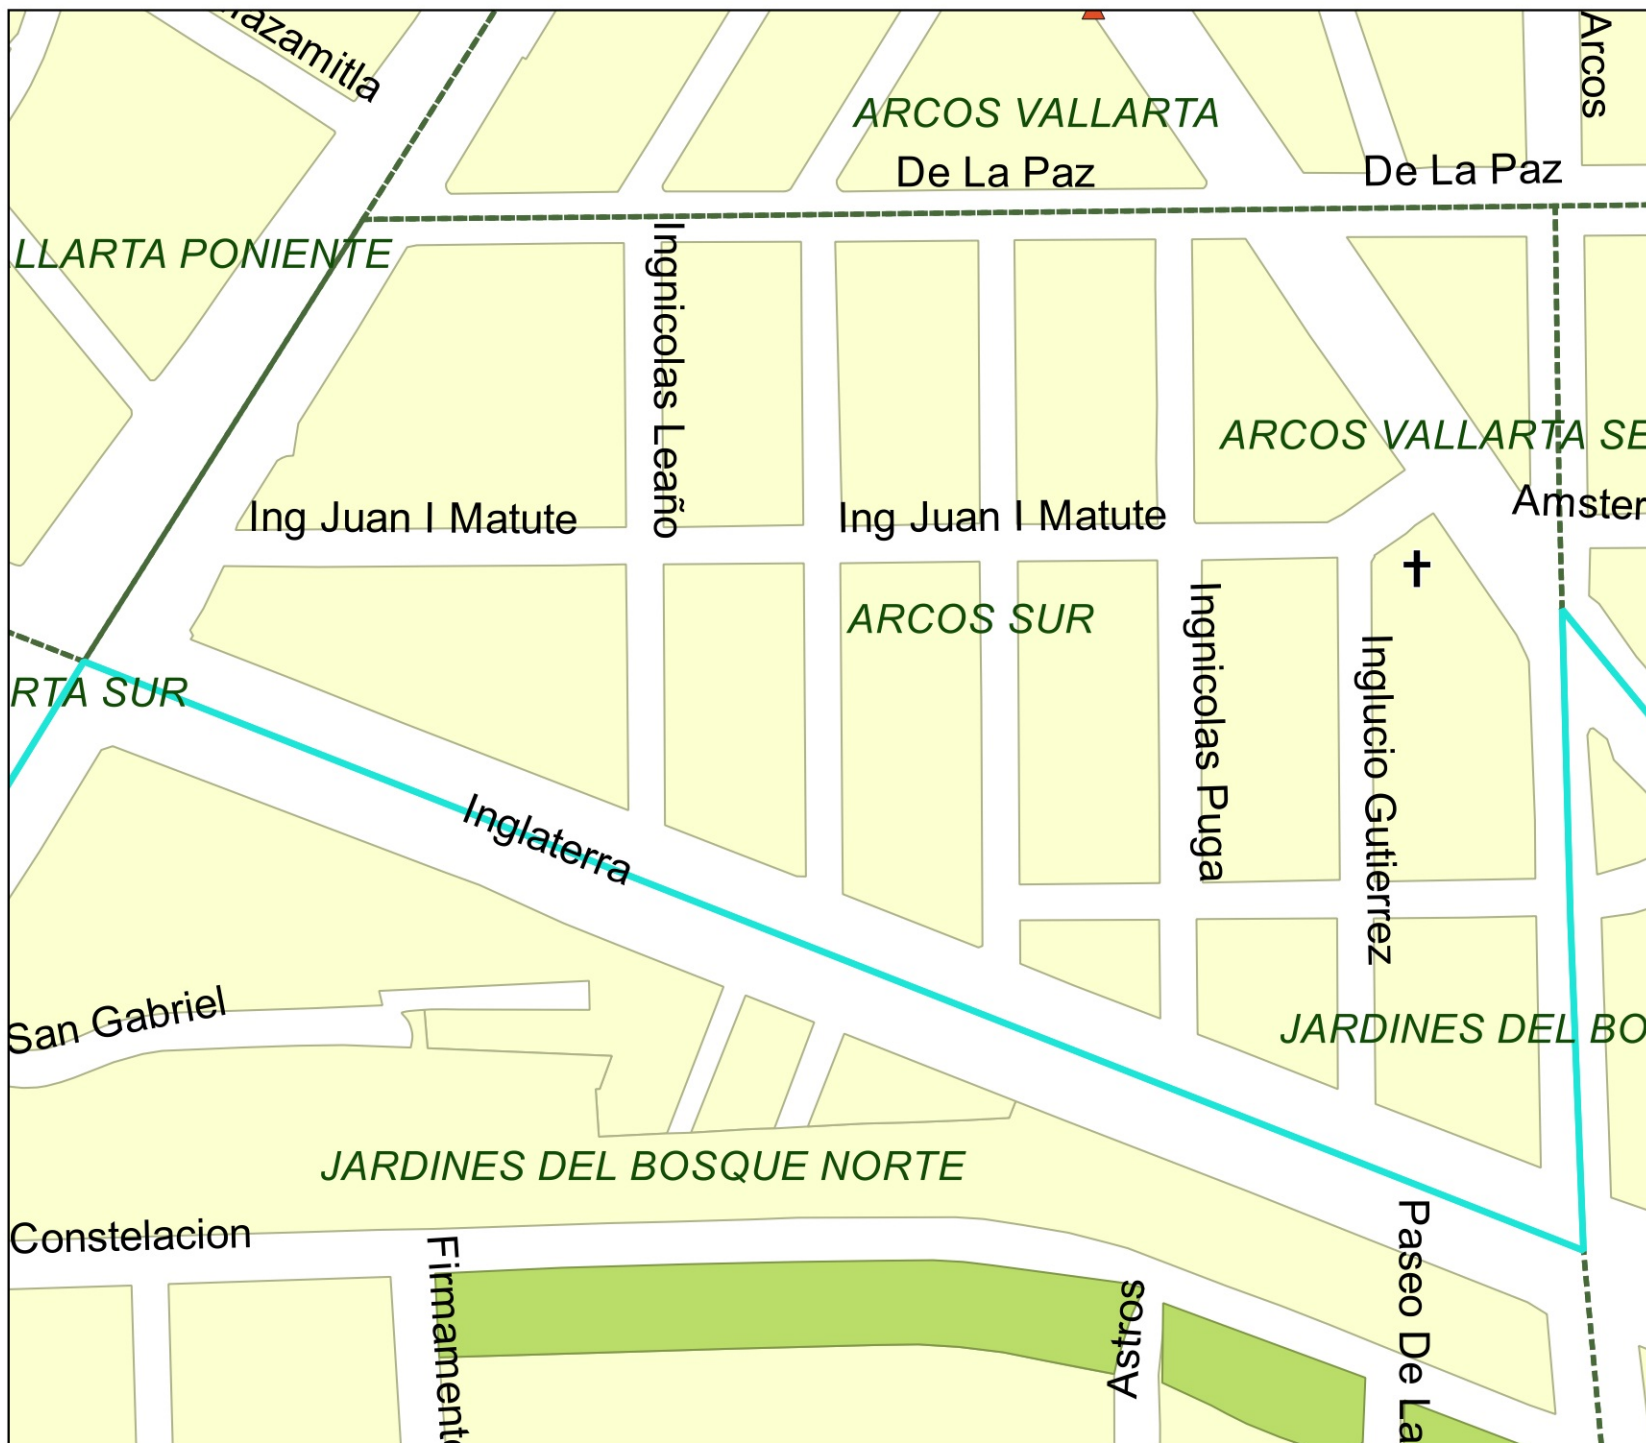 Arcos
ARCOS VALLARTA
De La Paz
De La Paz
LLARTA PONIENTE
Ingnicolas Leaño
ARCOS VALLARTA SE
Amster
Ing Juan I Matute
Ing Juan I Matute
ARCOS SUR
Ingnicolas Puga
Inglucio Gutierrez
RTA SUR
Inglaterra
San Gabriel
JARDINES DEL BO
JARDINES DEL BOSQUE NORTE
Constelacion
Firmamento
Astros
Paseo De La